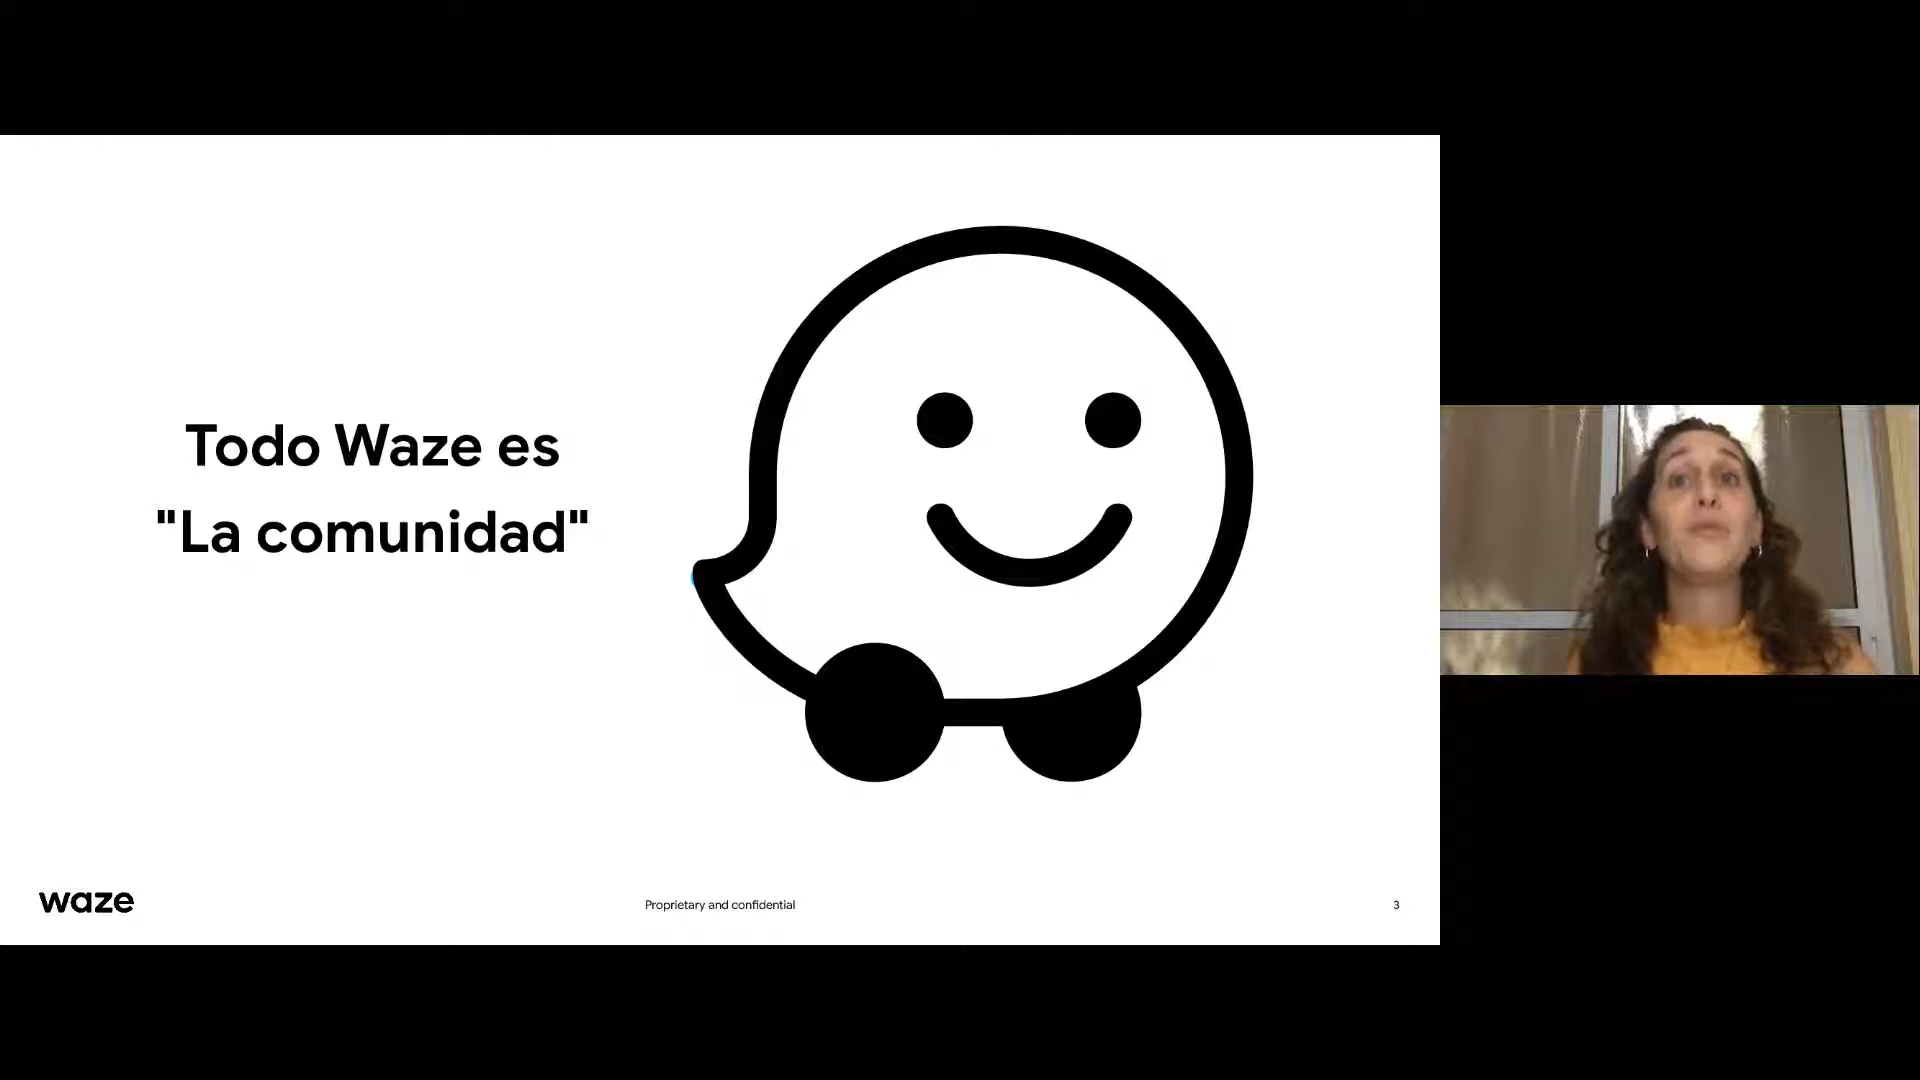 Todo Waze es
"La comunidad"
waze
Proprietary and confidential
3